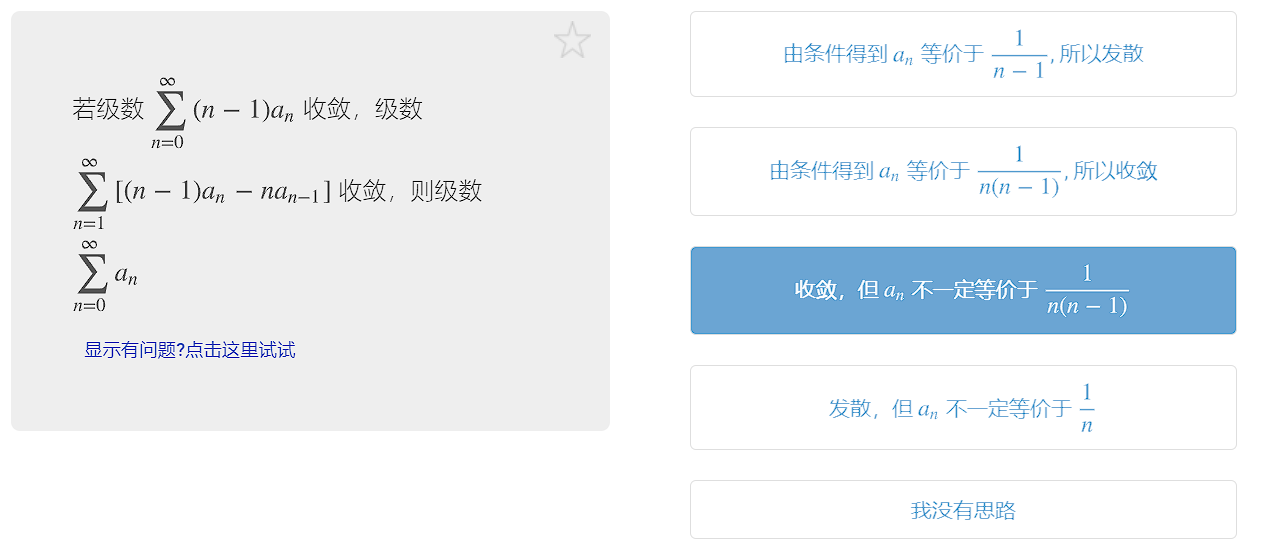 若级数 $\sum_{n=0}^{\infty} (n-1)a_n$ 收敛，级数
$\sum_{n=1}^{\infty} [(n-1)a_n - na_{n-1}]$ 收敛，则级数
$\sum_{n=0}^{\infty} a_n$
显示有问题?点击这里试试
由条件得到 $a_n$ 等价于 $\frac{1}{n-1}$, 所以发散
由条件得到 $a_n$ 等价于 $\frac{1}{n(n-1)}$, 所以收敛
收敛，但 $a_n$ 不一定等价于 $\frac{1}{n(n-1)}$
发散，但 $a_n$ 不一定等价于 $\frac{1}{n}$
我没有思路